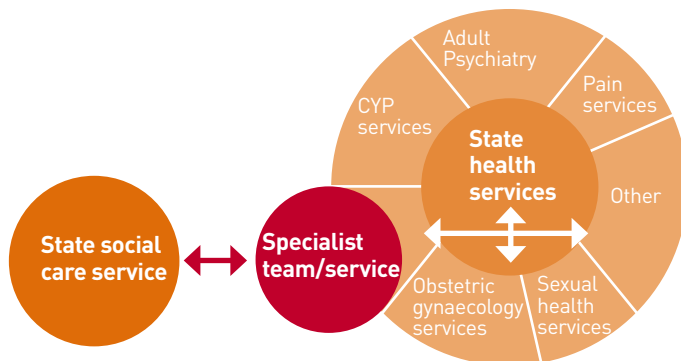 Adult
Psychiatry
Pain
services
CYP
services
State
health
services
Other
State social
care service
Specialist
team/service
Obstetric
gynaecology
services
Sexual
health
services